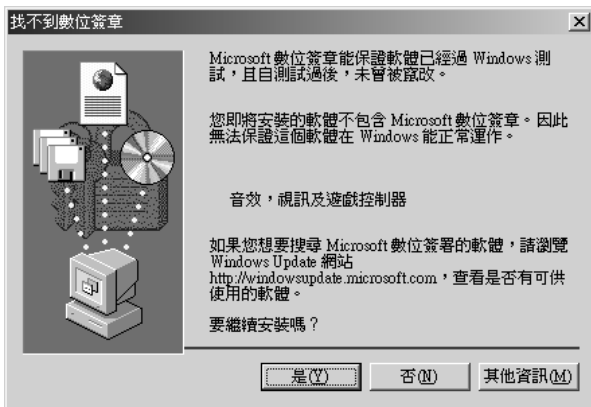 找不到數位簽章
Microsoft 數位簽章能保證軟體已經過 Windows 測
試，且自測試過後，未曾被竄改。
您即將安裝的軟體不包含 Microsoft 數位簽章。因此
無法保證這個軟體在 Windows 能正常運作。
音效，視訊及遊戲控制器
如果您想要搜尋 Microsoft 數位簽署的軟體，請瀏覽
Windows Update 網站
http://windowsupdate.microsoft.com，查看是否有可供
使用的軟體。
要繼續安裝嗎？
是(Y) 否(N) 其他資訊(M)